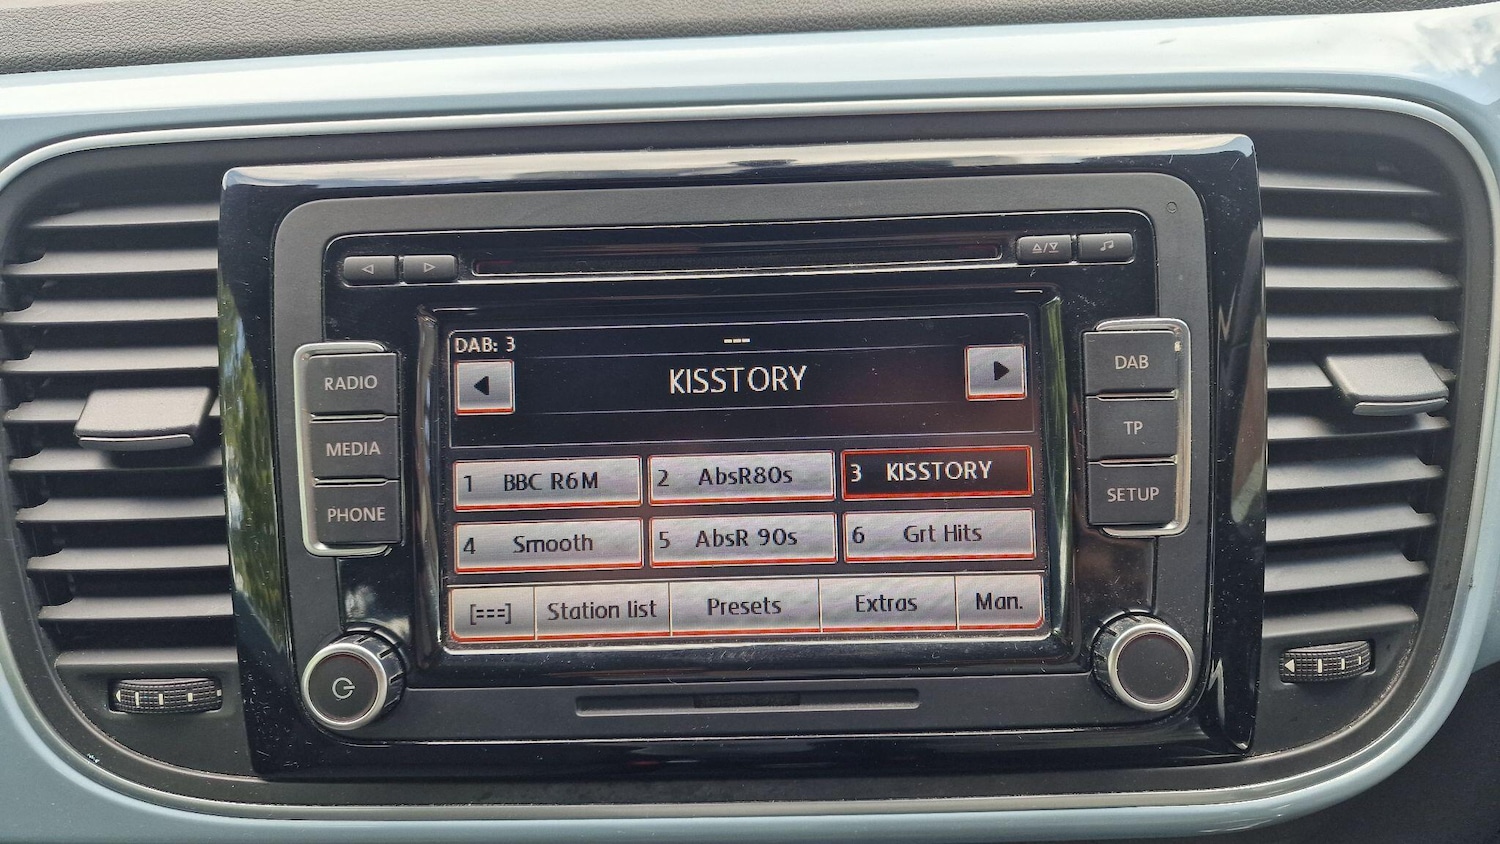 DAB: 3
---
KISSTORY
RADIO
MEDIA
PHONE
1 BBC R6M
2 AbsR80s
3 KISSTORY
4 Smooth
5 AbsR 90s
6 Grt Hits
[===]
Station list
Presets
Extras
Man.
DAB
TP
SETUP